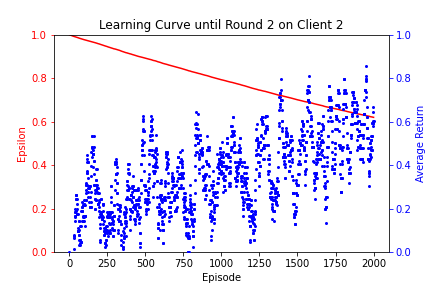 Learning Curve until Round 2 on Client 2
1.0 1.0
0.8 0.8
0.6 0.6
0.4 0.4
0.2 0.2
0.0 0.0
Epsilon
Average Return
0 250 500 750 1000 1250 1500 1750 2000
Episode